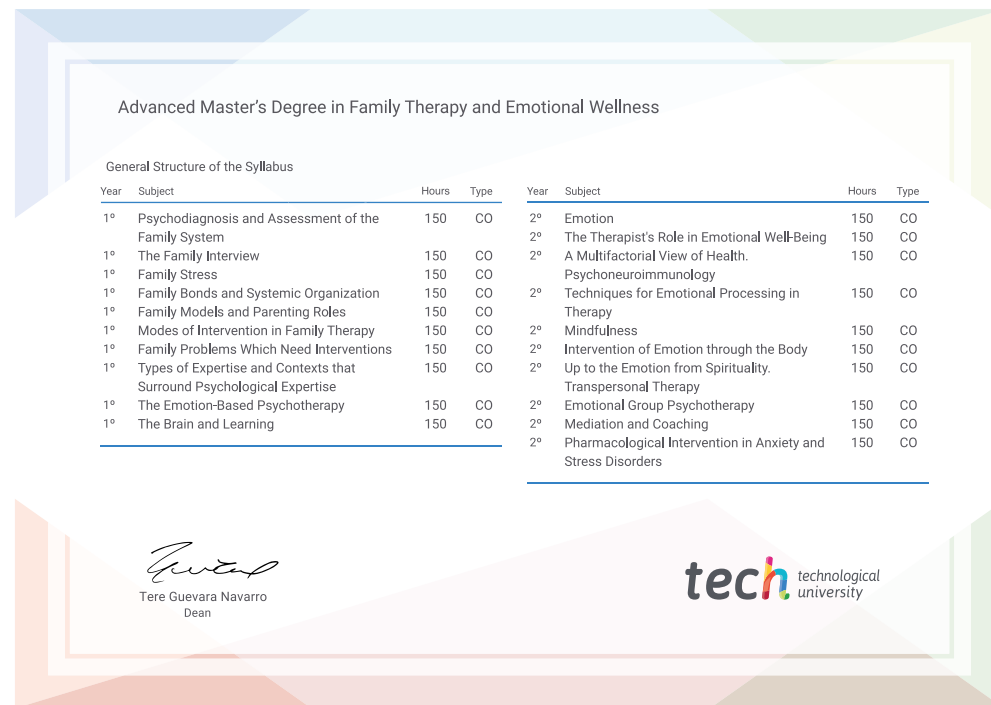 Advanced Master's Degree in Family Therapy and Emotional Wellness
General Structure of the Syllabus
Year Subject Hours Type
1º Psychodiagnosis and Assessment of the 150 CO
Family System
1º The Family Interview 150 CO
1º Family Stress 150 CO
1º Family Bonds and Systemic Organization 150 CO
1º Family Models and Parenting Roles 150 CO
1º Modes of Intervention in Family Therapy 150 CO
1º Family Problems Which Need Interventions 150 CO
1º Types of Expertise and Contexts that 150 CO
Surround Psychological Expertise
1º The Emotion-Based Psychotherapy 150 CO
1º The Brain and Learning 150 CO
Year Subject Hours Type
2º Emotion 150 CO
2º The Therapist's Role in Emotional Well-Being 150 CO
2º A Multifactorial View of Health. 150 CO
Psychoneuroimmunology
2º Techniques for Emotional Processing in 150 CO
Therapy
2º Mindfulness 150 CO
2º Intervention of Emotion through the Body 150 CO
2º Up to the Emotion from Spirituality. 150 CO
Transpersonal Therapy
2º Emotional Group Psychotherapy 150 CO
2º Mediation and Coaching 150 CO
2º Pharmacological Intervention in Anxiety and 150 CO
Stress Disorders
Tere Guevara Navarro
Dean
tech technological
university